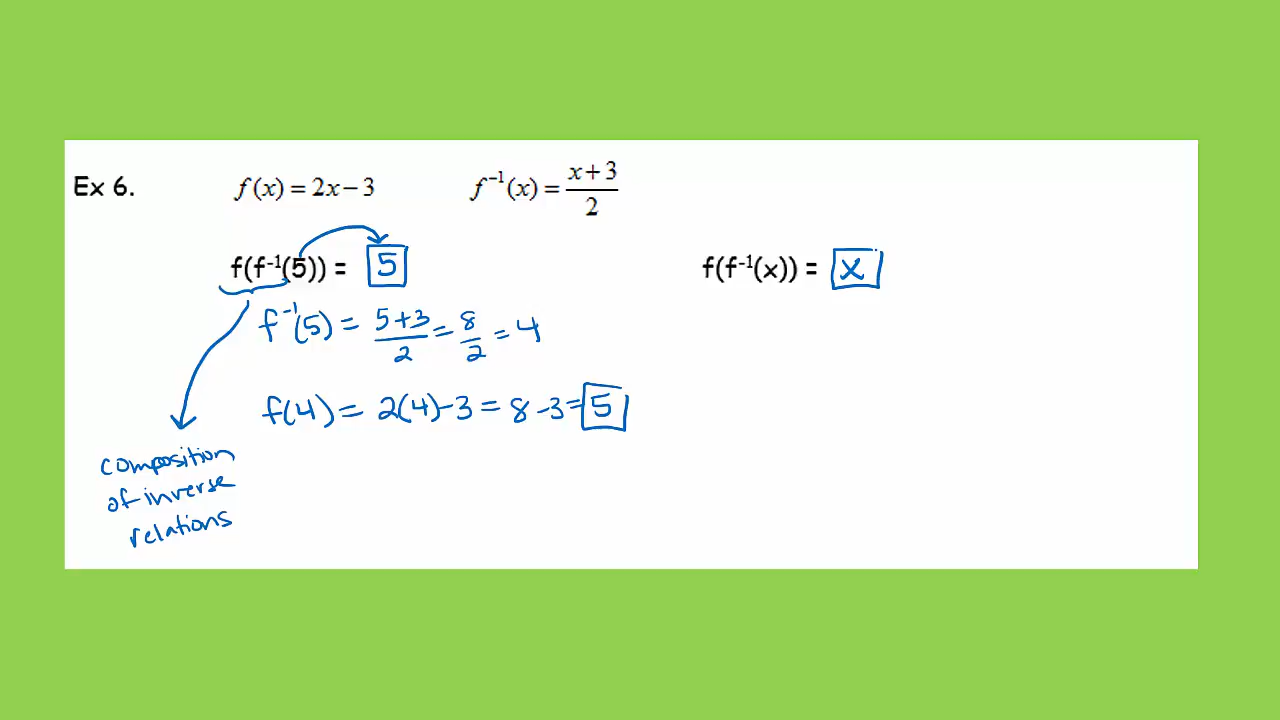 Ex 6. f(x) = 2x − 3 f⁻¹(x) = (x + 3)/2
f(f⁻¹(5)) = 5 f(f⁻¹(x)) = x
f⁻¹(5) = (5+3)/2 = 8/2 = 4
f(4) = 2(4)-3 = 8-3 = 5
composition
of inverse
relations